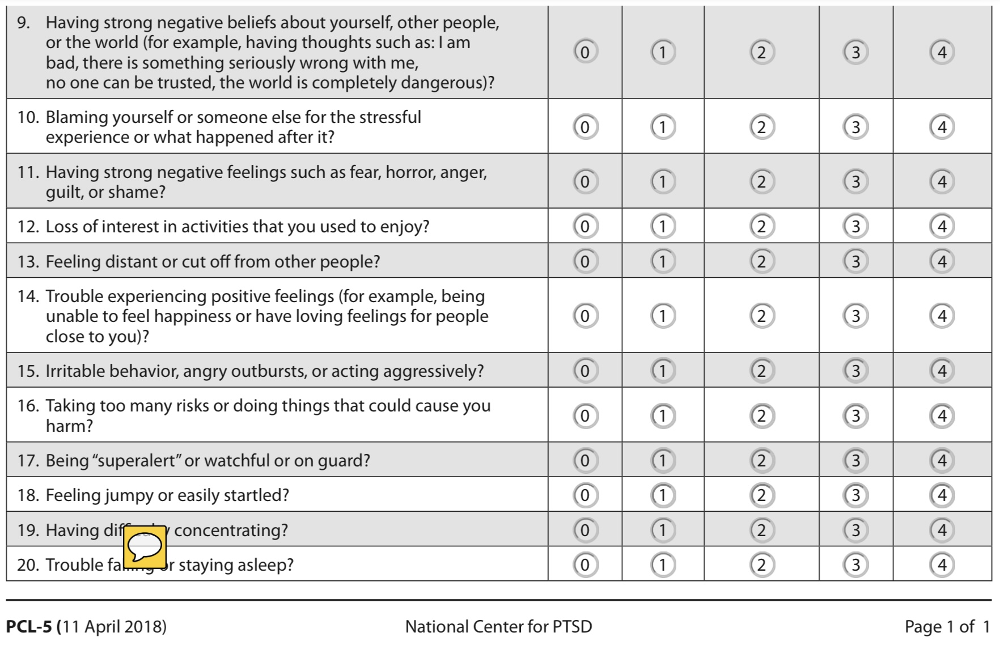 9. Having strong negative beliefs about yourself, other people,
or the world (for example, having thoughts such as: I am
bad, there is something seriously wrong with me,
no one can be trusted, the world is completely dangerous)?
0 1 2 3 4
10. Blaming yourself or someone else for the stressful
experience or what happened after it?
0 1 2 3 4
11. Having strong negative feelings such as fear, horror, anger,
guilt, or shame?
0 1 2 3 4
12. Loss of interest in activities that you used to enjoy? 0 1 2 3 4
13. Feeling distant or cut off from other people? 0 1 2 3 4
14. Trouble experiencing positive feelings (for example, being
unable to feel happiness or have loving feelings for people
close to you)?
0 1 2 3 4
15. Irritable behavior, angry outbursts, or acting aggressively? 0 1 2 3 4
16. Taking too many risks or doing things that could cause you
harm?
0 1 2 3 4
17. Being “superalert” or watchful or on guard? 0 1 2 3 4
18. Feeling jumpy or easily startled? 0 1 2 3 4
19. Having concentrating? 0 1 2 3 4
20. Trouble or staying asleep? 0 1 2 3 4
PCL-5 (11 April 2018) National Center for PTSD Page 1 of 1